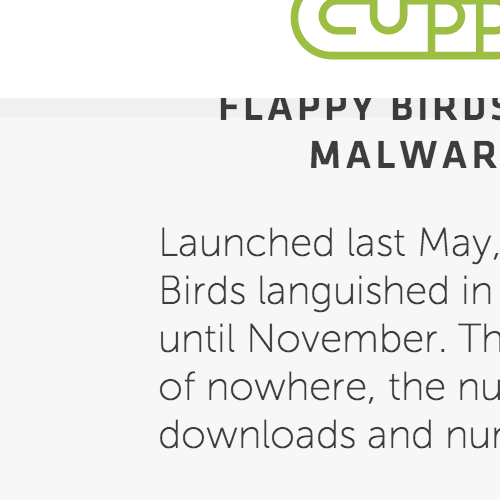 FLAPPY BIRDS
MALWAR
Launched last May,
Birds languished in
until November. Th
of nowhere, the nu
downloads and nu